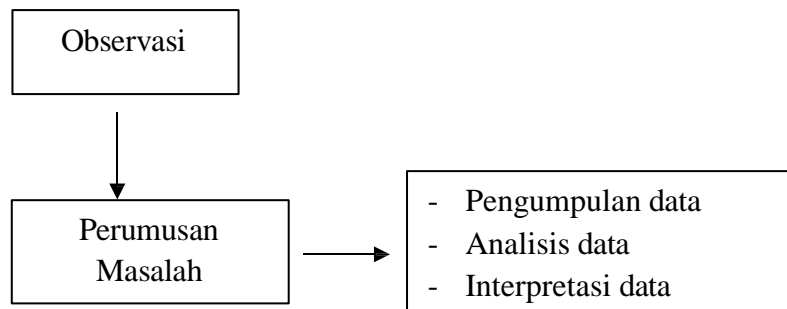 Observasi
Perumusan
Masalah
- Pengumpulan data
- Analisis data
- Interpretasi data